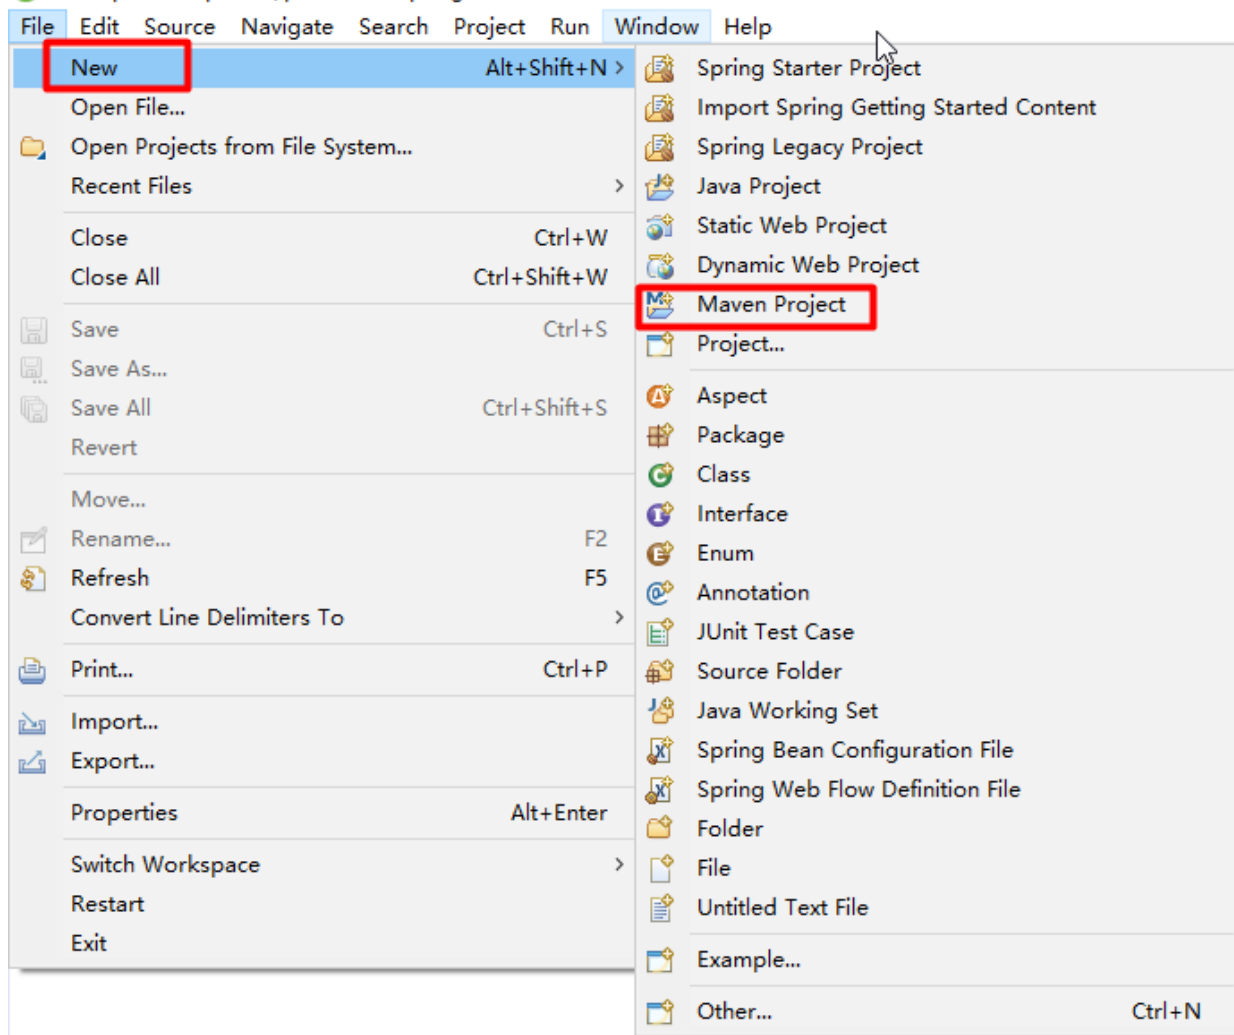 File Edit Source Navigate Search Project Run Window Help
New Alt+Shift+N
Open File...
Open Projects from File System...
Recent Files
Close Ctrl+W
Close All Ctrl+Shift+W
Save Ctrl+S
Save As...
Save All Ctrl+Shift+S
Revert
Move...
Rename... F2
Refresh F5
Convert Line Delimiters To
Print... Ctrl+P
Import...
Export...
Properties Alt+Enter
Switch Workspace
Restart
Exit
Spring Starter Project
Import Spring Getting Started Content
Spring Legacy Project
Java Project
Static Web Project
Dynamic Web Project
Maven Project
Project...
Aspect
Package
Class
Interface
Enum
Annotation
JUnit Test Case
Source Folder
Java Working Set
Spring Bean Configuration File
Spring Web Flow Definition File
Folder
File
Untitled Text File
Example...
Other... Ctrl+N